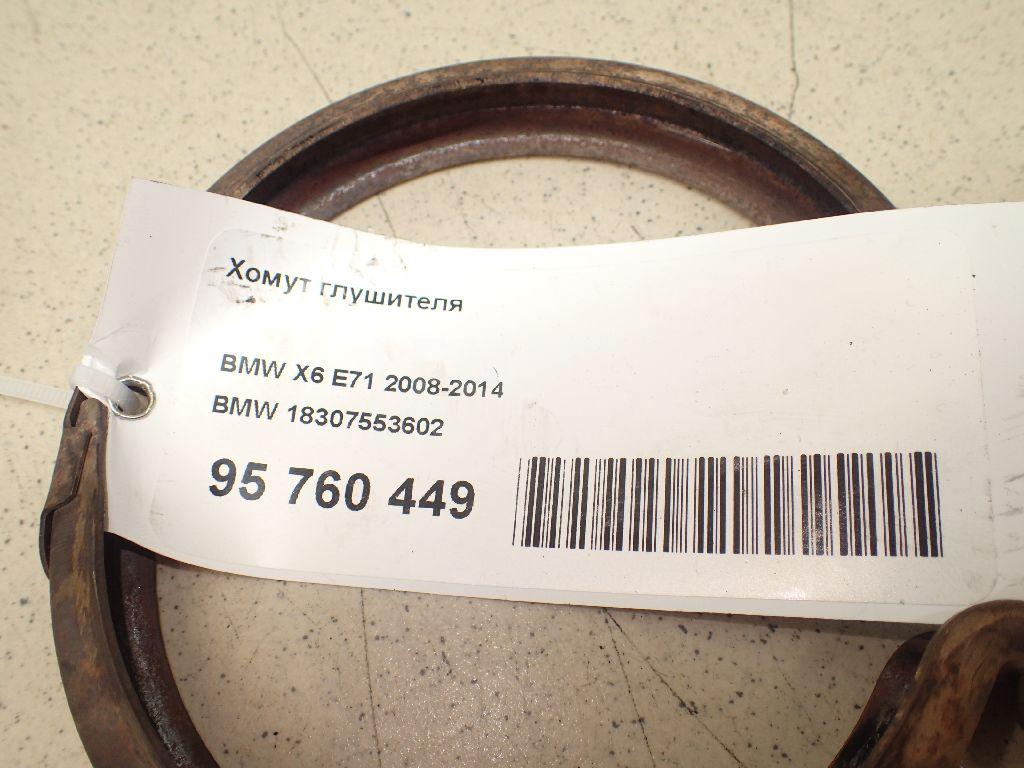 Хомут глушителя
BMW X6 E71 2008-2014
BMW 18307553602
95 760 449